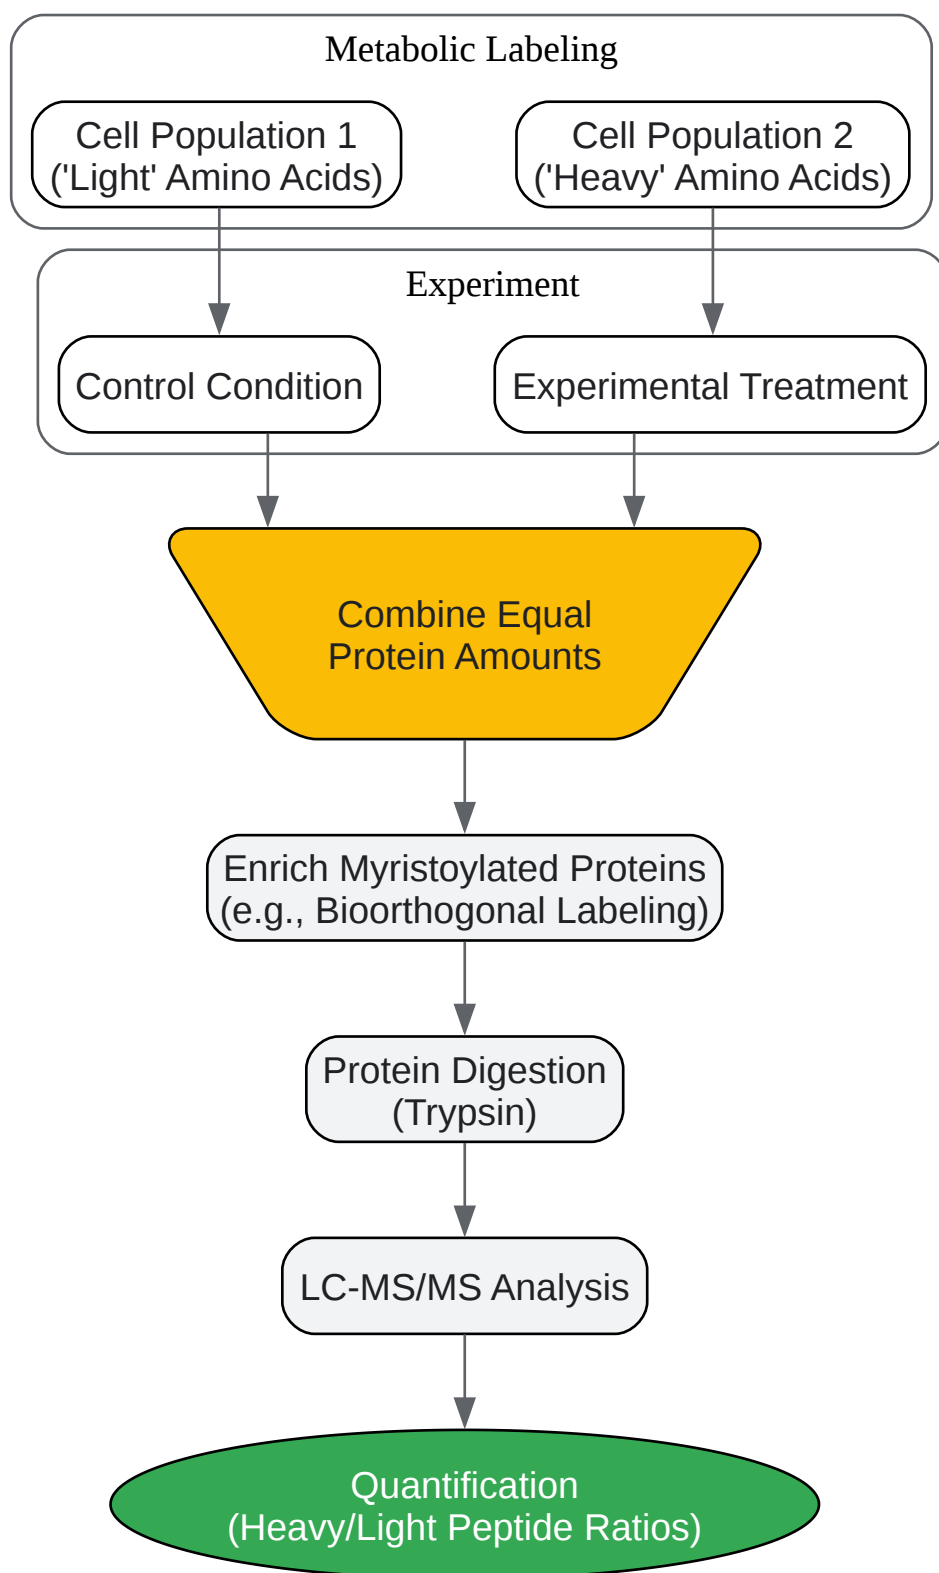 Metabolic Labeling
Cell Population 1
('Light' Amino Acids)
Cell Population 2
('Heavy' Amino Acids)
Experiment
Control Condition
Experimental Treatment
Combine Equal
Protein Amounts
Enrich Myristoylated Proteins
(e.g., Bioorthogonal Labeling)
Protein Digestion
(Trypsin)
LC-MS/MS Analysis
Quantification
(Heavy/Light Peptide Ratios)